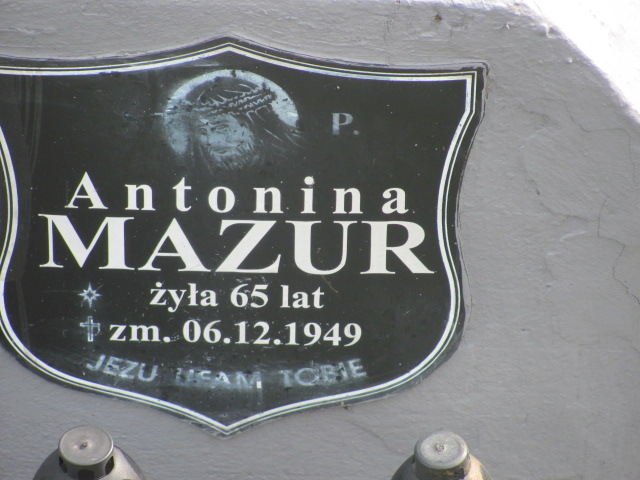 P.
Antonina
MAZUR
żyła 65 lat
zm. 06.12.1949
JEZU UFAM TOBIE